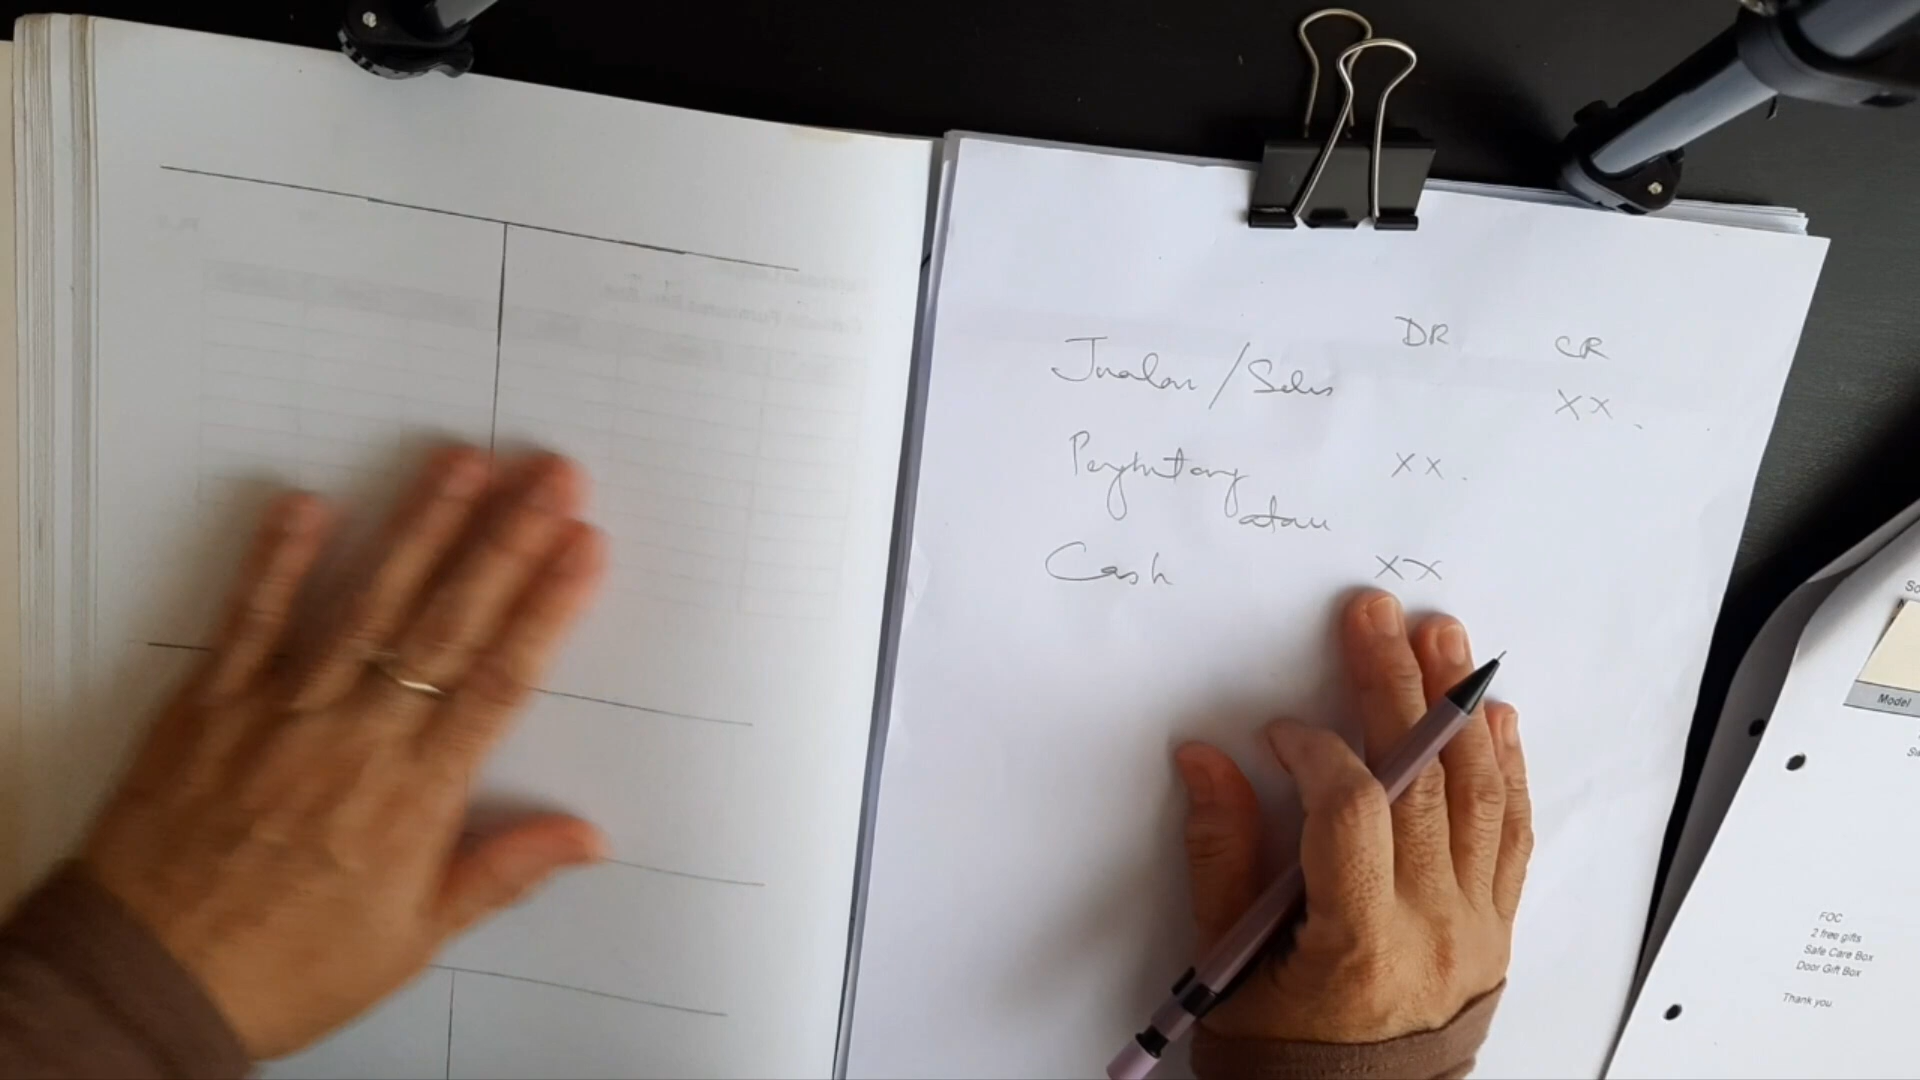 DR CR
Jualan / Sales XX.
Penghutang XX.
atau
Cash XX
Model
FOC
2 free gifts
Safe Care Box
Door Gift Box
Thank you